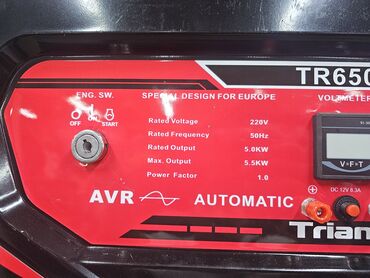 TR650
ENG. SW.
SPECIAL DESIGN FOR EUROPE
VOLTMETER
OFF
ON
START
Rated Voltage 220V
Rated Frequency 50Hz
Rated Output 5.0KW
Max. Output 5.5KW
Power Factor 1.0
V-F-T
AVR AUTOMATIC
DC 12V 8.3A
Trian